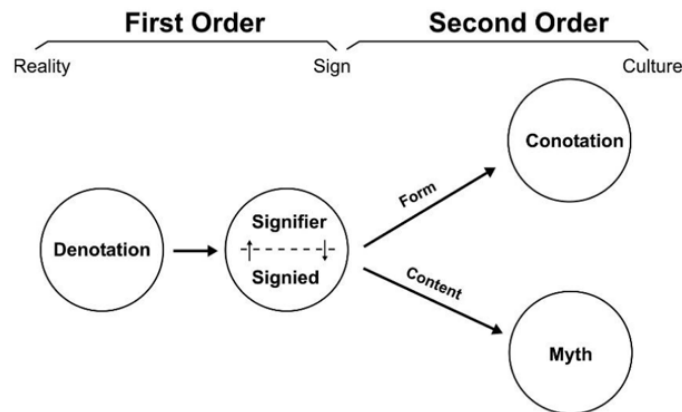 First Order
Second Order
Reality
Sign
Culture
Conotation
Form
Denotation
Signifier
Signied
Content
Myth